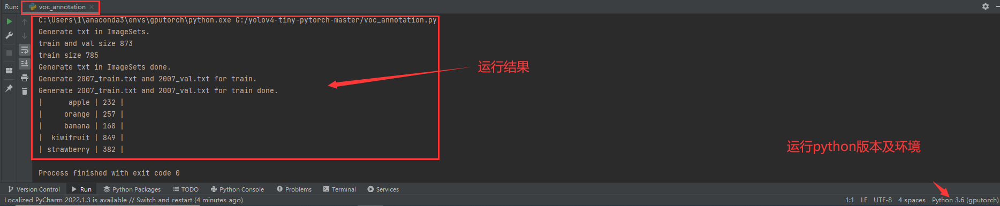 Run: voc_annotation
C:\Users\1\anaconda3\envs\gputorch\python.exe G:/yolov4-tiny-pytorch-master/voc_annotation.py
Generate txt in ImageSets.
train and val size 873
train size 785
Generate txt in ImageSets done.
Generate 2007_train.txt and 2007_val.txt for train.
Generate 2007_train.txt and 2007_val.txt for train done.
|      apple | 232 |
|     orange | 257 |
|     banana | 168 |
|  kiwifruit | 849 |
| strawberry | 382 |
运行结果
运行python版本及环境
Process finished with exit code 0
Version Control Run Python Packages TODO Python Console Problems Terminal Services
Localized PyCharm 2022.1.3 is available // Switch and restart (4 minutes ago) 1:1 LF UTF-8 4 spaces Python 3.6 (gputorch)